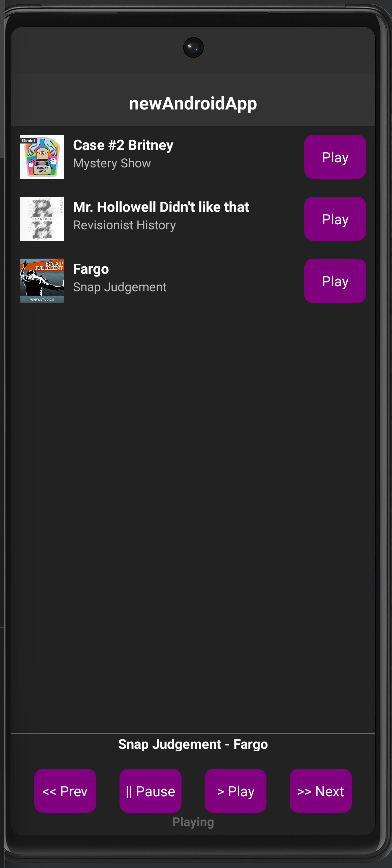 newAndroidApp
Case #2 Britney
Mystery Show
Play
Mr. Hollowell Didn't like that
Revisionist History
Play
Fargo
Snap Judgement
Play
Snap Judgement - Fargo
<< Prev
|| Pause
> Play
>> Next
Playing